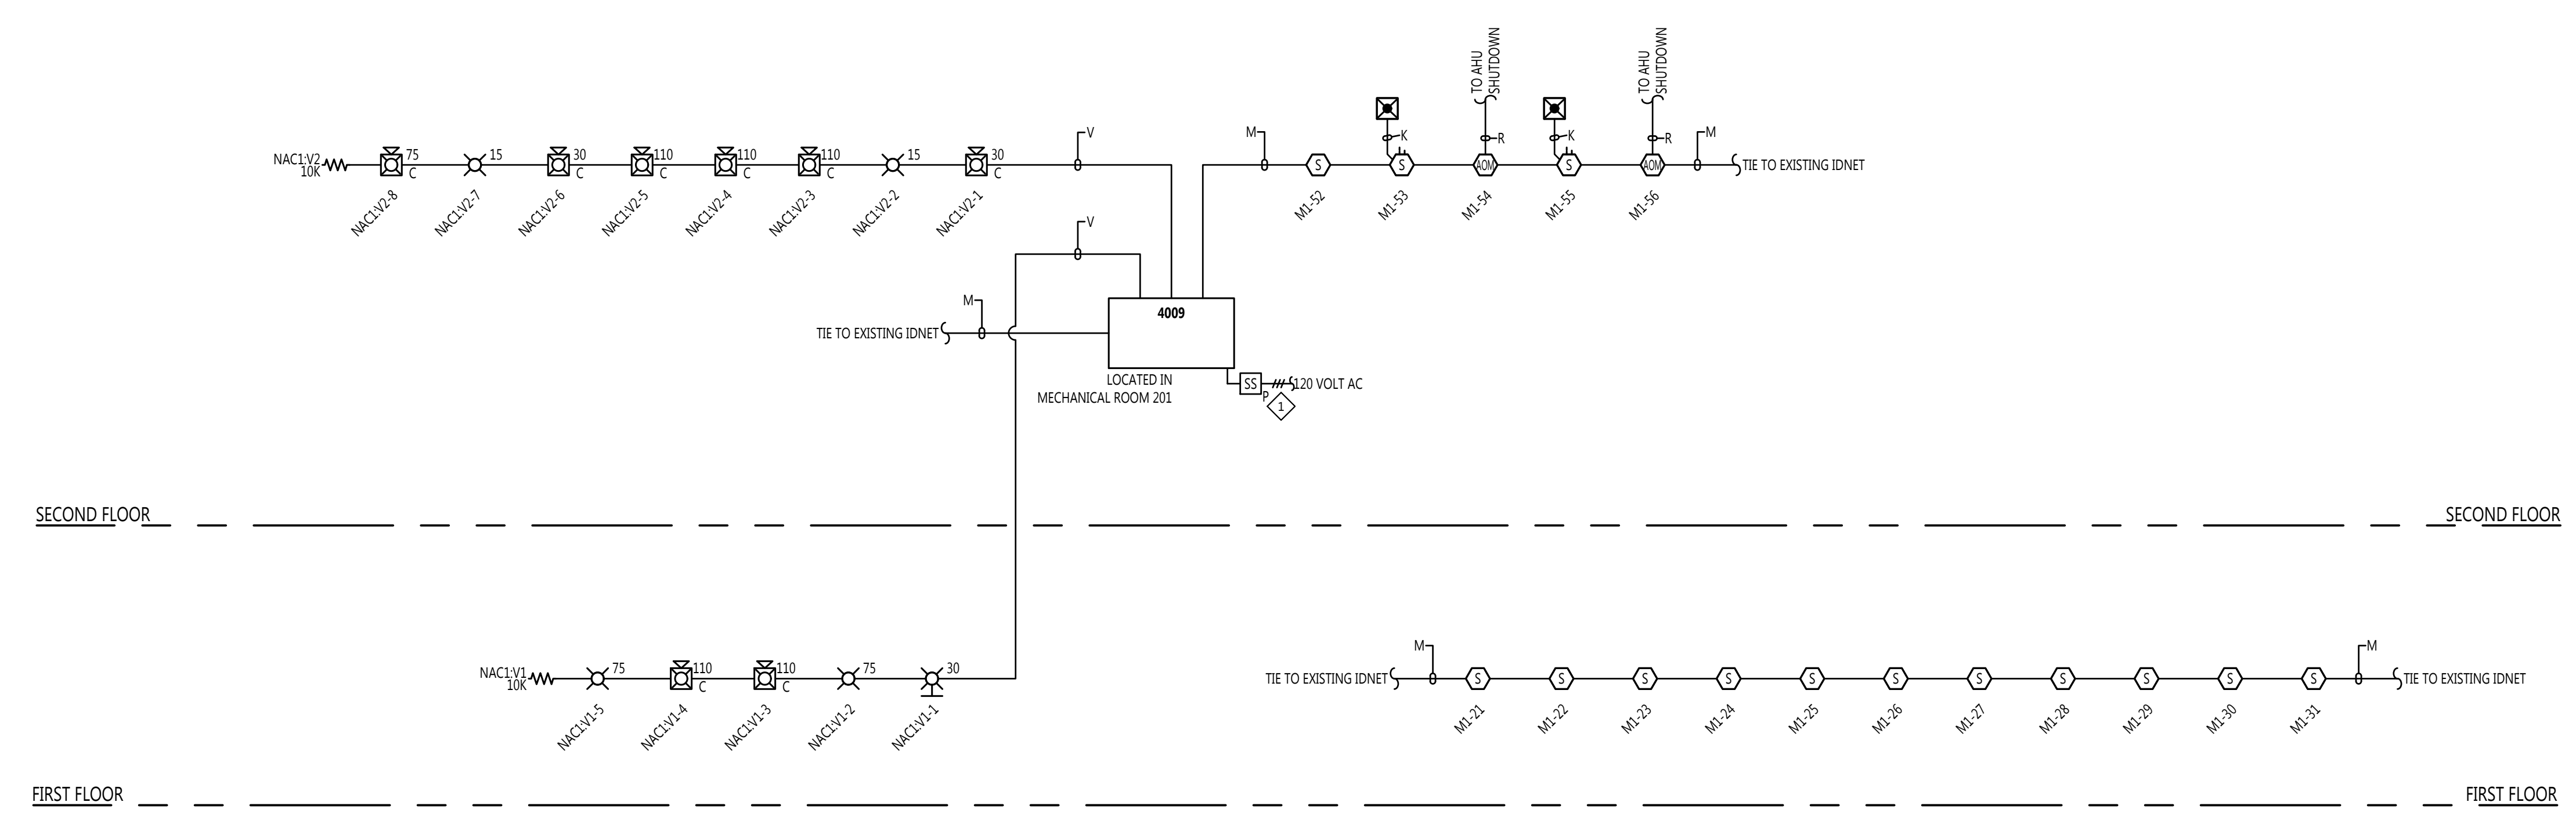 TO AHU
SHUTDOWN
TO AHU
SHUTDOWN
NAC1:V2
10K
75
C
15
30
C
110
C
110
C
110
C
15
30
C
V
M
S
K
S
AOM
R
K
S
AOM
R
M
TIE TO EXISTING IDNET
NAC1:V2-8
NAC1:V2-7
NAC1:V2-6
NAC1:V2-5
NAC1:V2-4
NAC1:V2-3
NAC1:V2-2
NAC1:V2-1
M1-52
M1-53
M1-54
M1-55
M1-56
V
M
TIE TO EXISTING IDNET
4009
LOCATED IN
MECHANICAL ROOM 201
SS
P
120 VOLT AC
1
SECOND FLOOR
SECOND FLOOR
NAC1:V1
10K
75
110
C
110
C
75
30
NAC1:V1-5
NAC1:V1-4
NAC1:V1-3
NAC1:V1-2
NAC1:V1-1
TIE TO EXISTING IDNET
M
S
S
S
S
S
S
S
S
S
S
S
M
TIE TO EXISTING IDNET
M1-21
M1-22
M1-23
M1-24
M1-25
M1-26
M1-27
M1-28
M1-29
M1-30
M1-31
FIRST FLOOR
FIRST FLOOR